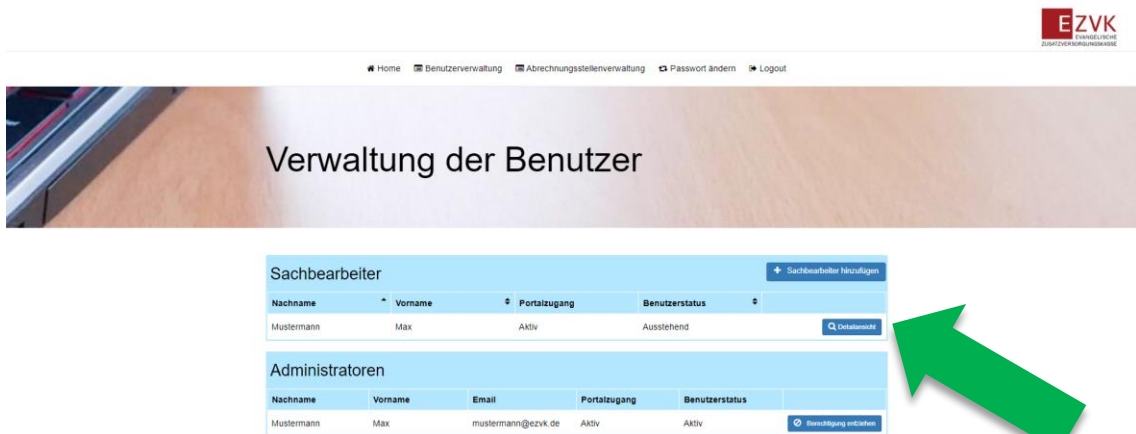 EZVK
EVANGELISCHE
ZUSATZVERSORGUNGSKASSE
Home Benutzerverwaltung Abrechnungsstellenverwaltung Passwort ändern Logout
Verwaltung der Benutzer
Sachbearbeiter + Sachbearbeiter hinzufügen
Nachname Vorname Portalzugang Benutzerstatus
Mustermann Max Aktiv Ausstehend Detailansicht
Administratoren
Nachname Vorname Email Portalzugang Benutzerstatus
Mustermann Max mustermann@ezvk.de Aktiv Aktiv Berechtigung entziehen